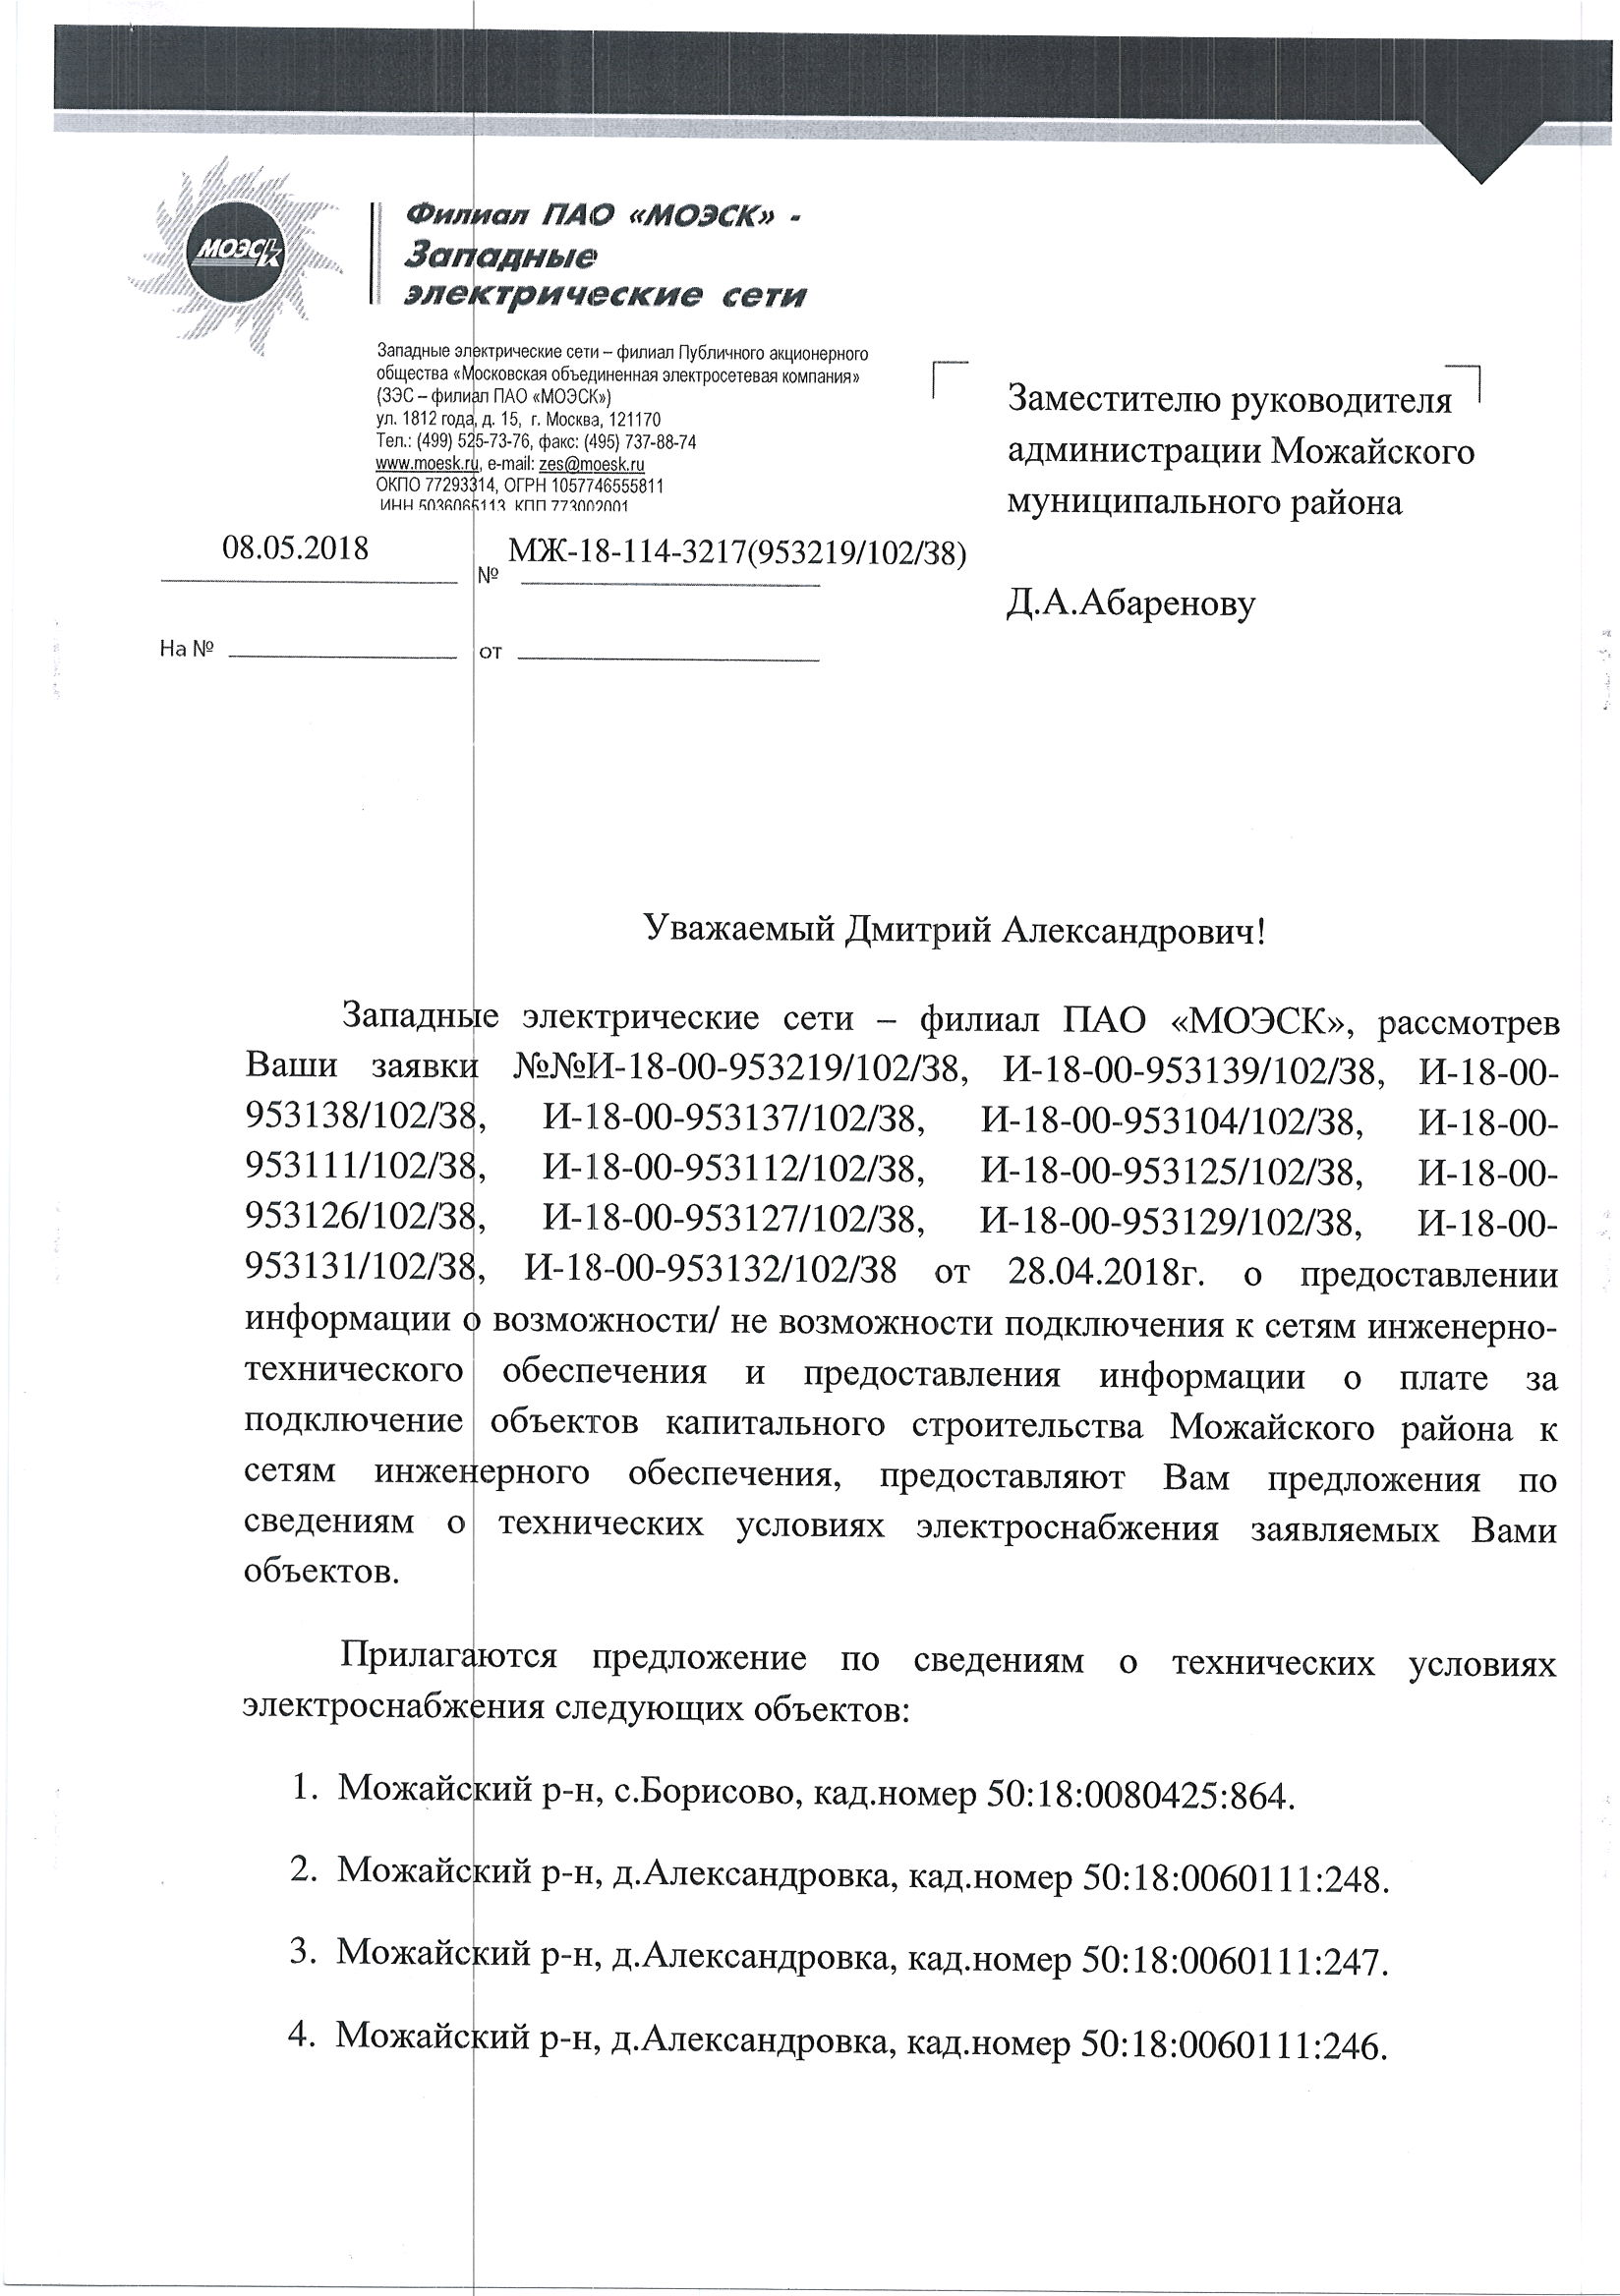 МОЭСК
Филиал ПАО «МОЭСК» -
Западные
электрические сети
Западные электрические сети – филиал Публичного акционерного
общества «Московская объединенная электросетевая компания»
(ЗЭС – филиал ПАО «МОЭСК»)
ул. 1812 года, д. 15, г. Москва, 121170
Тел.: (499) 525-73-76, факс: (495) 737-88-74
www.moesk.ru, e-mail: zes@moesk.ru
ОКПО 77293314, ОГРН 1057746555811
ИНН 5036065113, КПП 773002001
Заместителю руководителя
администрации Можайского
муниципального района
Д.А.Абаренову
08.05.2018 № МЖ-18-114-3217(953219/102/38)
На № от
Уважаемый Дмитрий Александрович!
Западные электрические сети – филиал ПАО «МОЭСК», рассмотрев
Ваши заявки №№И-18-00-953219/102/38, И-18-00-953139/102/38, И-18-00-
953138/102/38, И-18-00-953137/102/38, И-18-00-953104/102/38, И-18-00-
953111/102/38, И-18-00-953112/102/38, И-18-00-953125/102/38, И-18-00-
953126/102/38, И-18-00-953127/102/38, И-18-00-953129/102/38, И-18-00-
953131/102/38, И-18-00-953132/102/38 от 28.04.2018г. о предоставлении
информации о возможности/ не возможности подключения к сетям инженерно-
технического обеспечения и предоставления информации о плате за
подключение объектов капитального строительства Можайского района к
сетям инженерного обеспечения, предоставляют Вам предложения по
сведениям о технических условиях электроснабжения заявляемых Вами
объектов.
Прилагаются предложение по сведениям о технических условиях
электроснабжения следующих объектов:
1. Можайский р-н, с.Борисово, кад.номер 50:18:0080425:864.
2. Можайский р-н, д.Александровка, кад.номер 50:18:0060111:248.
3. Можайский р-н, д.Александровка, кад.номер 50:18:0060111:247.
4. Можайский р-н, д.Александровка, кад.номер 50:18:0060111:246.